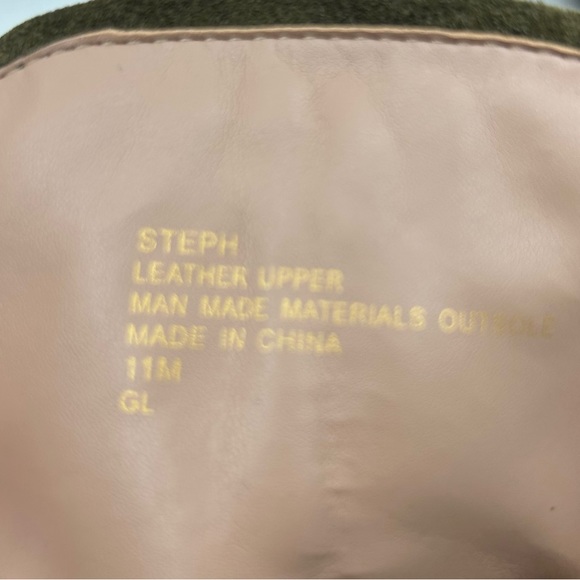 STEPH
LEATHER UPPER
MAN MADE MATERIALS OUTSOLE
MADE IN CHINA
11M
GL